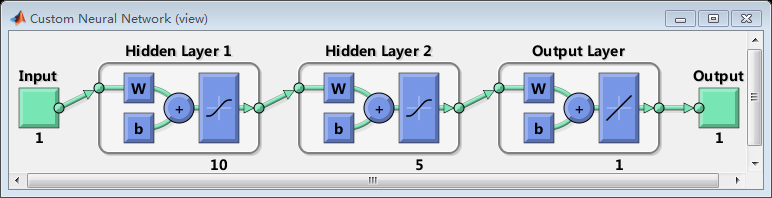 Custom Neural Network (view)
Hidden Layer 1 Hidden Layer 2 Output Layer
Input Output
W W W
+ + +
b b b
1 1
10 5 1